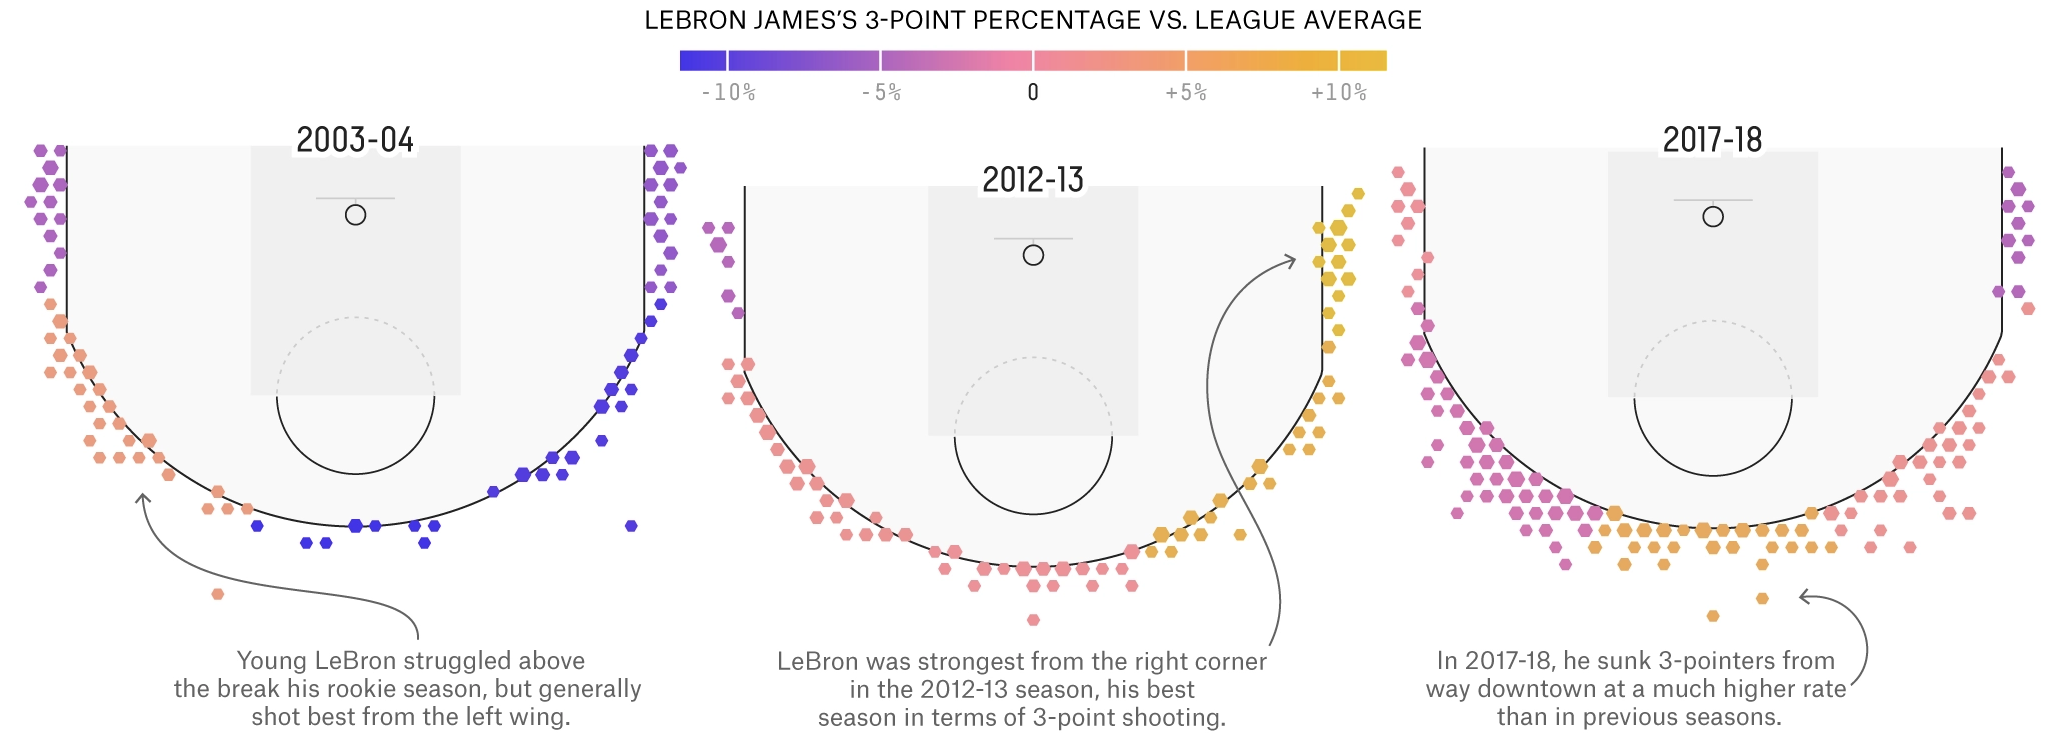 LEBRON JAMES’S 3-POINT PERCENTAGE VS. LEAGUE AVERAGE
-10% -5% 0 +5% +10%
2003-04
2012-13
2017-18
Young LeBron struggled above
the break his rookie season, but generally
shot best from the left wing.
LeBron was strongest from the right corner
in the 2012-13 season, his best
season in terms of 3-point shooting.
In 2017-18, he sunk 3-pointers from
way downtown at a much higher rate
than in previous seasons.